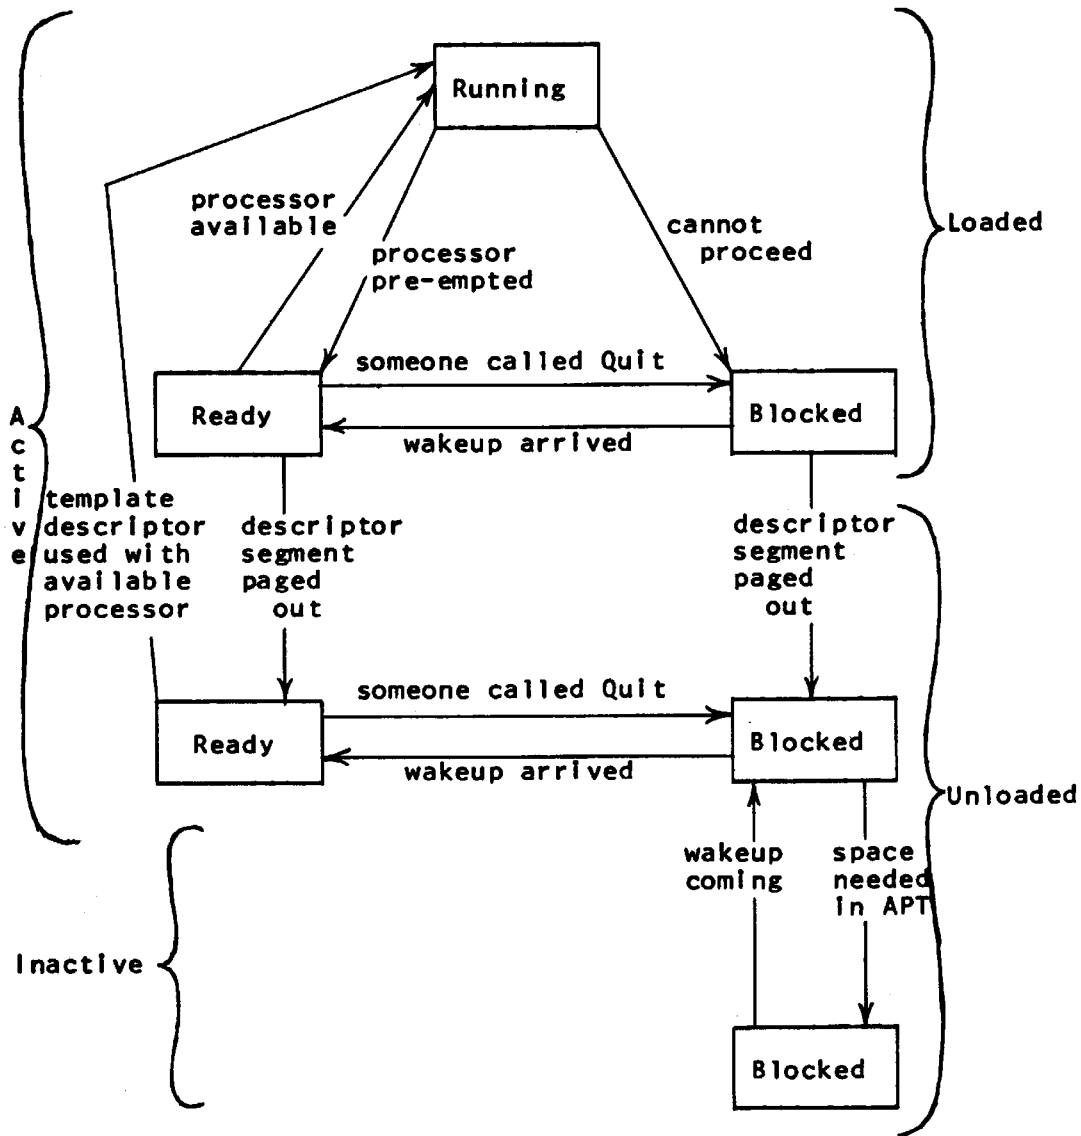 Running
processor
available
processor
pre-empted
cannot
proceed
Loaded
someone called Quit
Ready
Blocked
wakeup arrived
Active
template
descriptor
used with
available
processor
descriptor
segment
paged
out
descriptor
segment
paged
out
someone called Quit
Ready
Blocked
wakeup arrived
Unloaded
wakeup
coming
space
needed
in APT
Inactive
Blocked